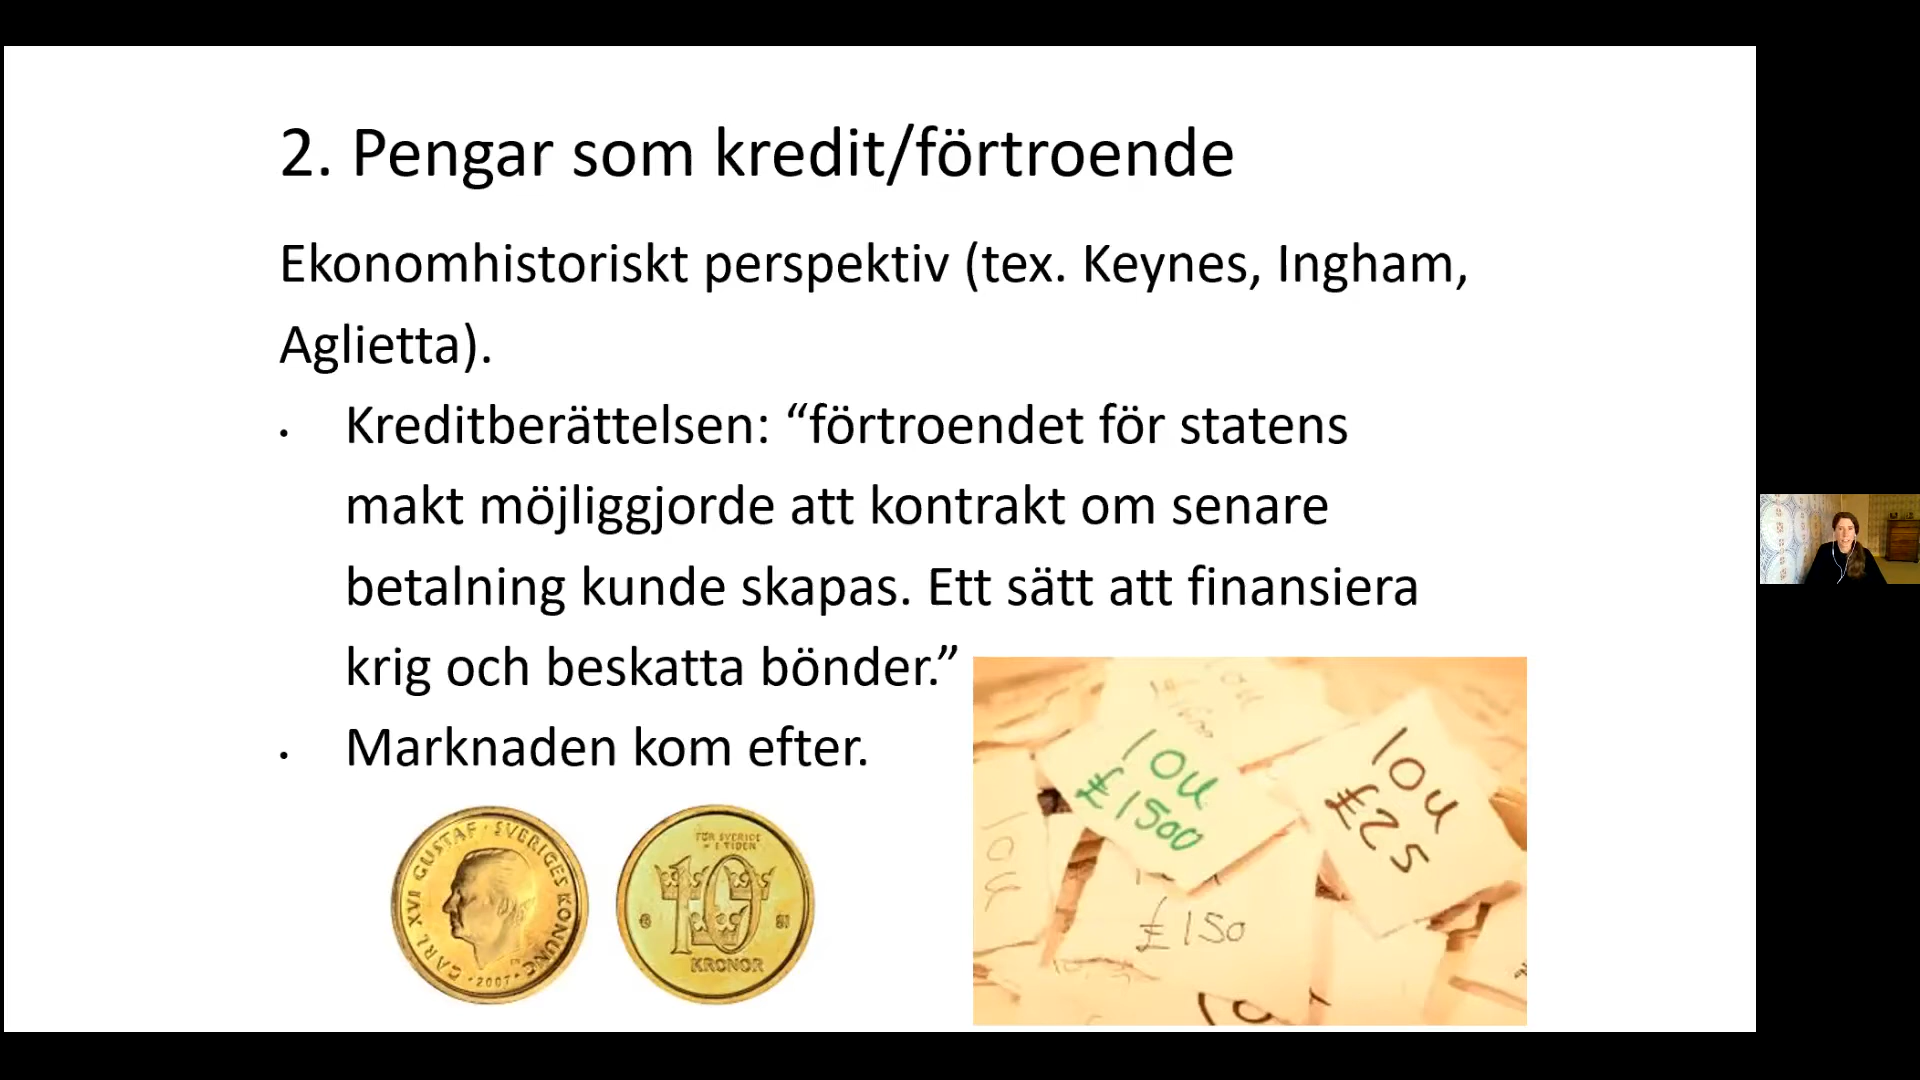 2. Pengar som kredit/förtroende
Ekonomhistoriskt perspektiv (tex. Keynes, Ingham,
Aglietta).
• Kreditberättelsen: “förtroendet för statens
makt möjliggjorde att kontrakt om senare
betalning kunde skapas. Ett sätt att finansiera
krig och beskatta bönder.”
• Marknaden kom efter.
CARL XVI GUSTAF · SVERIGES KONUNG
· 2007 ·
FÖR SVERIGE
I TIDEN
10
KRONOR
IOU
£1500
IOU
£25
£150